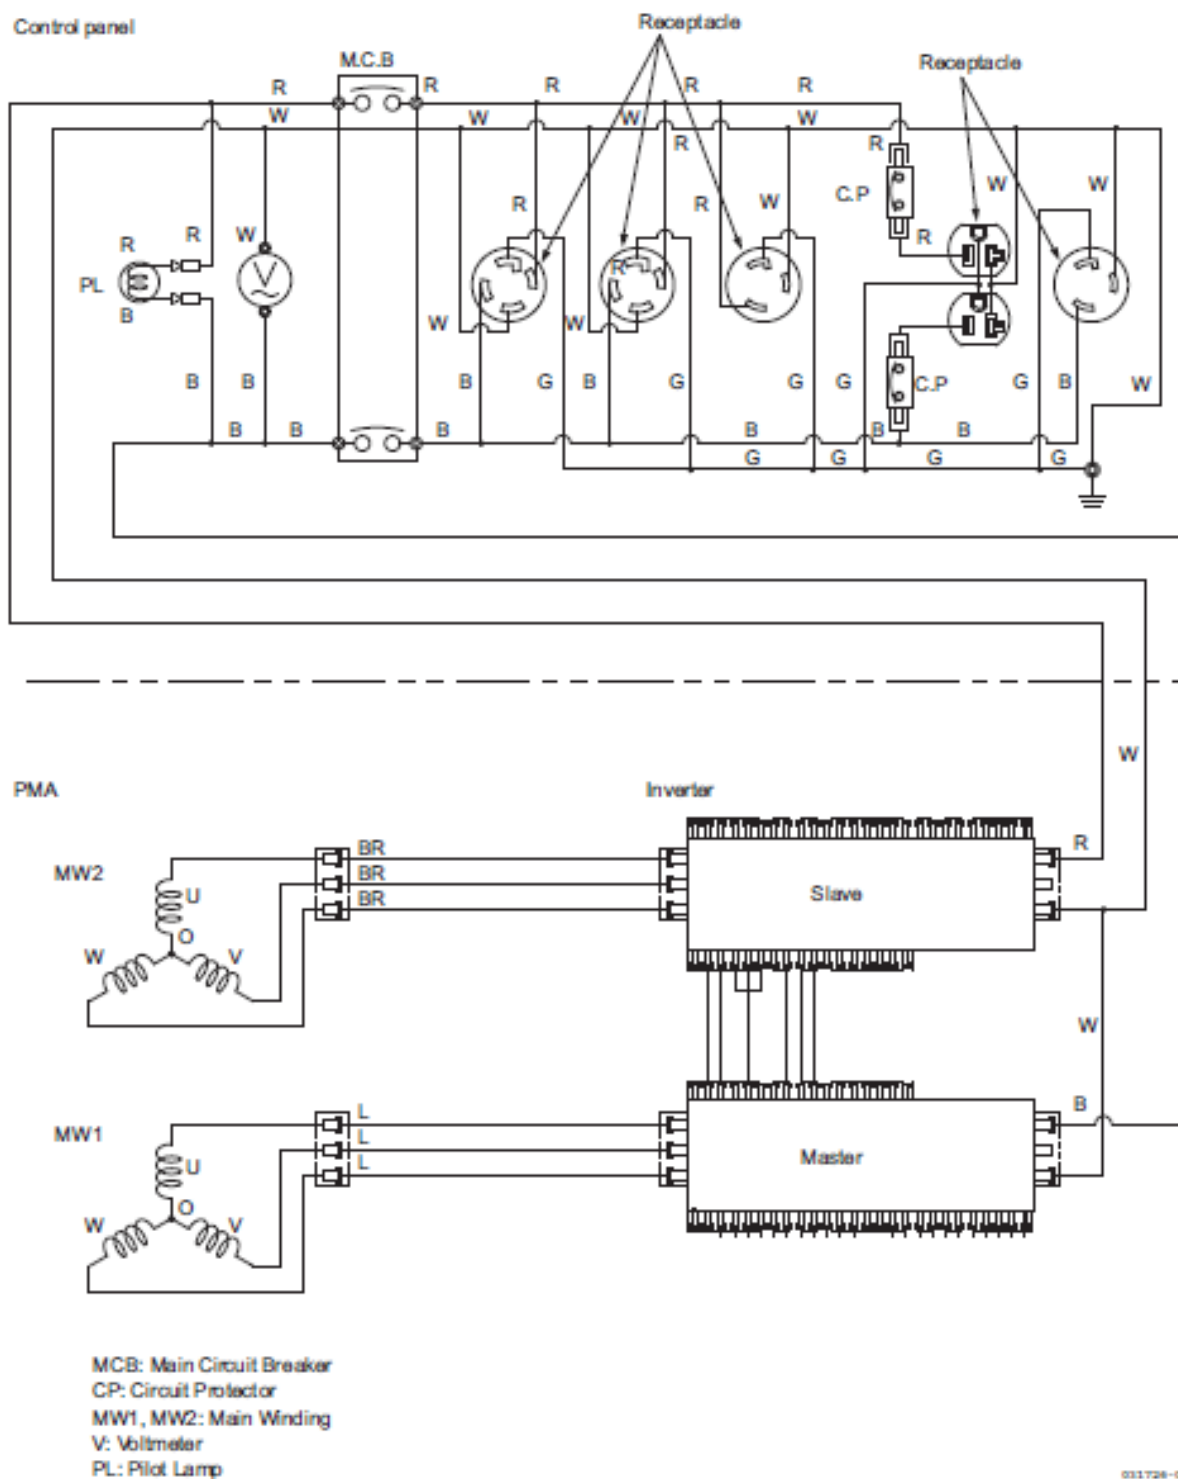 Control panel
Receptacle
M.C.B
Receptacle
R R R R R
W W W W
R R
C.P W W
R R W
R R W R R
PL
B W W
B B B G B G G G C.P G B W
B B B B B B
G G G G
W
PMA Inverter
BR R
MW2 BR
U BR Slave
O
W V
W
L B
MW1 L
U L Master
O
W V
MCB: Main Circuit Breaker
CP: Circuit Protector
MW1, MW2: Main Winding
V: Voltmeter
PL: Pilot Lamp